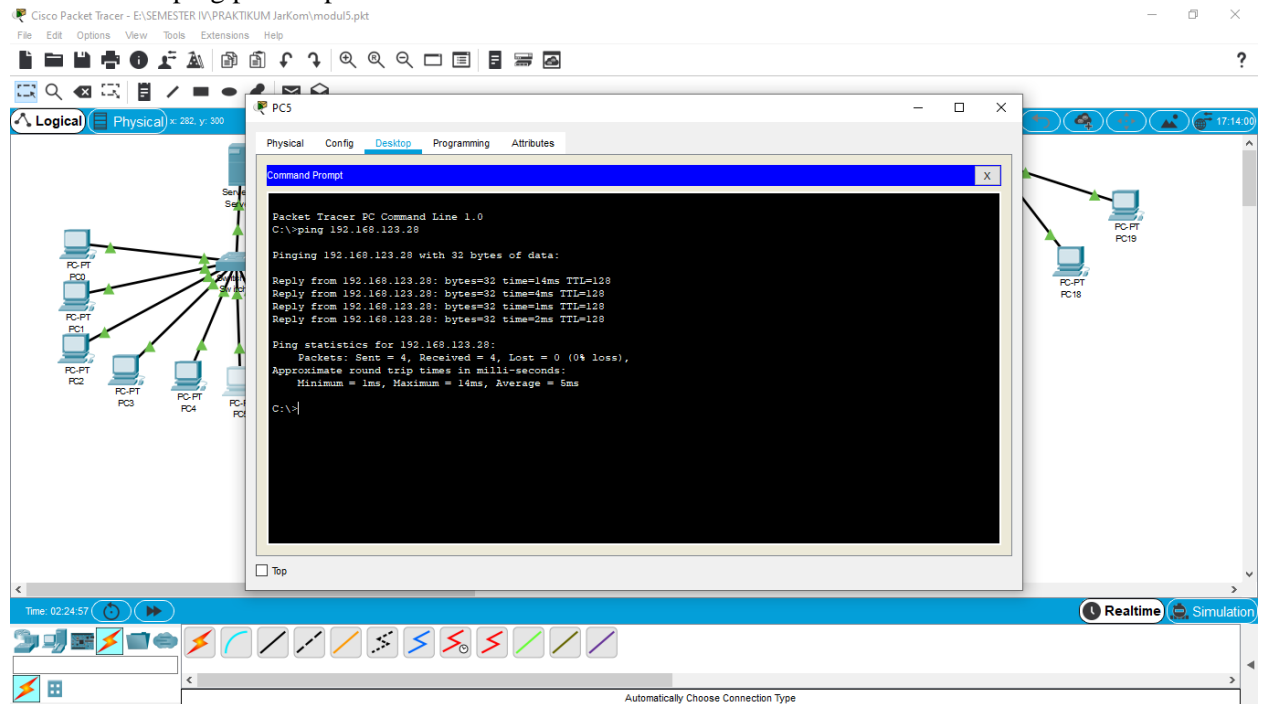 Cisco Packet Tracer - E:\SEMESTER IV\PRAKTIKUM JarKom\modul5.pkt
File Edit Options View Tools Extensions Help
?
Logical Physical x: 282, y: 300 17:14:00
PC5
Physical Config Desktop Programming Attributes
Command Prompt X
Packet Tracer PC Command Line 1.0
C:\>ping 192.168.123.28
Pinging 192.168.123.28 with 32 bytes of data:
Reply from 192.168.123.28: bytes=32 time=14ms TTL=128
Reply from 192.168.123.28: bytes=32 time=4ms TTL=128
Reply from 192.168.123.28: bytes=32 time=1ms TTL=128
Reply from 192.168.123.28: bytes=32 time=2ms TTL=128
Ping statistics for 192.168.123.28:
Packets: Sent = 4, Received = 4, Lost = 0 (0% loss),
Approximate round trip times in milli-seconds:
Minimum = 1ms, Maximum = 14ms, Average = 5ms
C:\>
Top
PC-PT
PC0
PC-PT
PC1
PC-PT
PC2
PC-PT
PC3
PC-PT
PC4
PC-PT
PC19
PC-PT
PC18
Time: 02:24:57 Realtime Simulation
Automatically Choose Connection Type